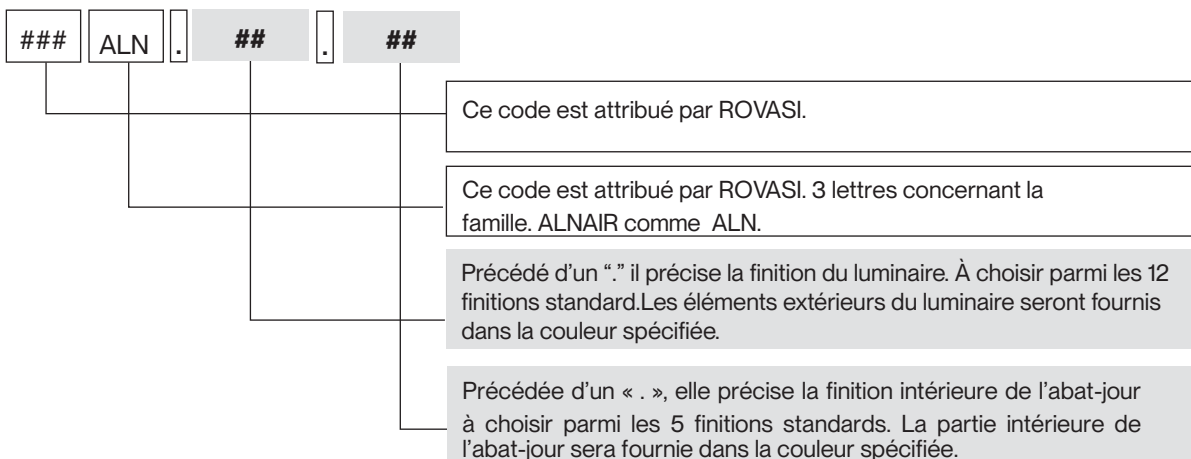 ### ALN . ## . ##
Ce code est attribué par ROVASI.
Ce code est attribué par ROVASI. 3 lettres concernant la
famille. ALNAIR comme ALN.
Précédé d’un “.” il précise la finition du luminaire. À choisir parmi les 12
finitions standard.Les éléments extérieurs du luminaire seront fournis
dans la couleur spécifiée.
Précédée d’un « . », elle précise la finition intérieure de l’abat-jour
à choisir parmi les 5 finitions standards. La partie intérieure de
l’abat-jour sera fournie dans la couleur spécifiée.